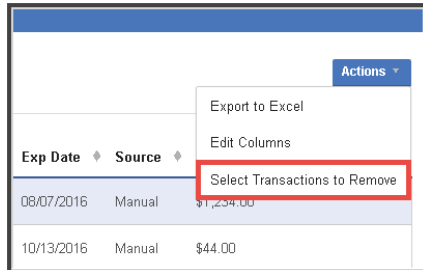 Actions
Export to Excel
Edit Columns
Exp Date Source
Select Transactions to Remove
08/07/2016 Manual $1,234.00
10/13/2016 Manual $44.00